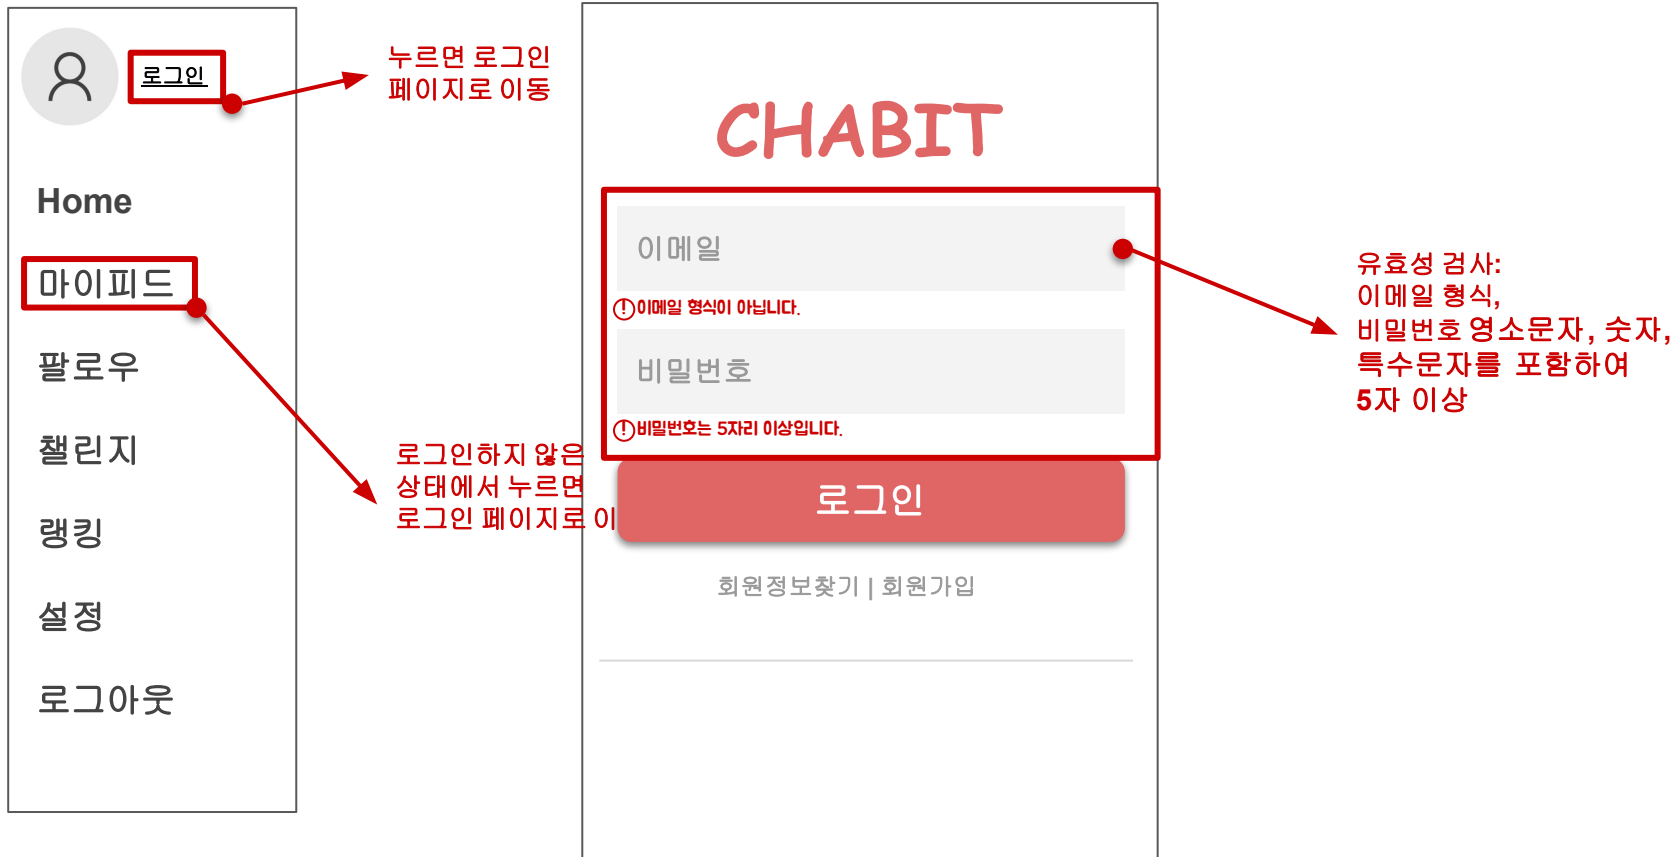 로그인
누르면 로그인
페이지로 이동
Home
마이피드
팔로우
챌린지
랭킹
설정
로그아웃
로그인하지 않은
상태에서 누르면
로그인 페이지로 이
CHABIT
이메일
!이메일 형식이 아닙니다.
비밀번호
!비밀번호는 5자리 이상입니다.
로그인
회원정보찾기 | 회원가입
유효성 검사:
이메일 형식,
비밀번호 영소문자, 숫자,
특수문자를 포함하여
5자 이상